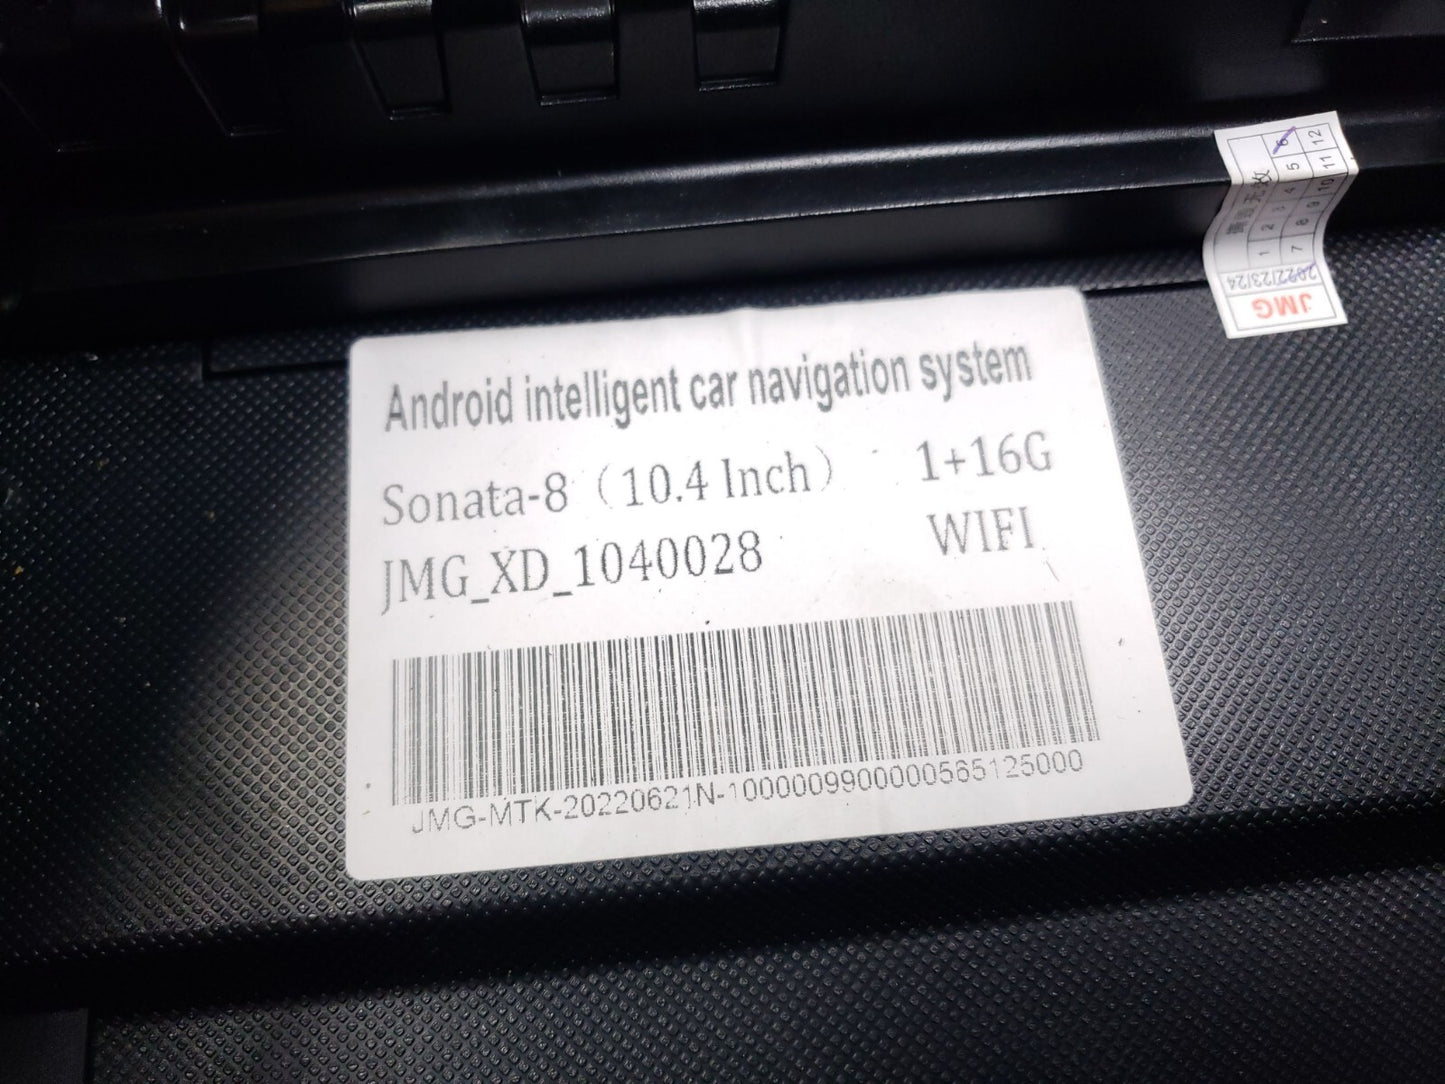 Android intelligent car navigation system
Sonata-8（10.4 Inch） 1+16G
JMG_XD_1040028 WIFI
JMG-MTK-20220621N-1000009900000565125000
JMG
2022/23/24
1 2 3 4 5 6
7 8 9 10 11 12